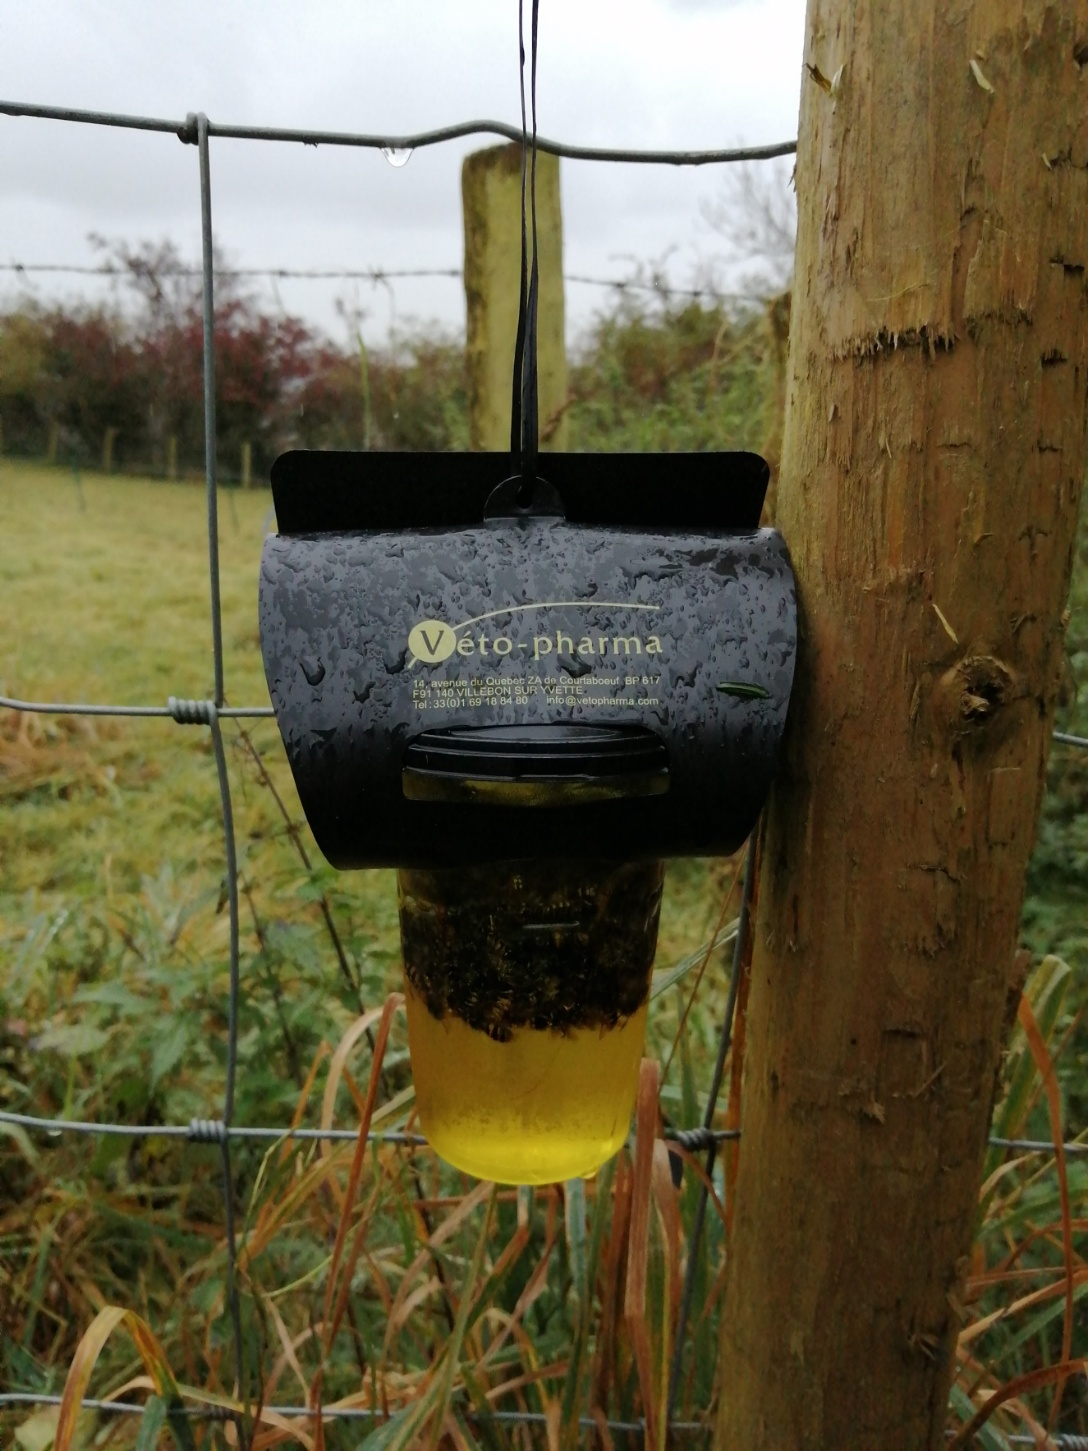 Véto-pharma
14, avenue du Québec ZA de Courtaboeuf BP 617
F91 140 VILLEBON SUR YVETTE
Tel : 33(0)1 69 18 84 80 info@vetopharma.com